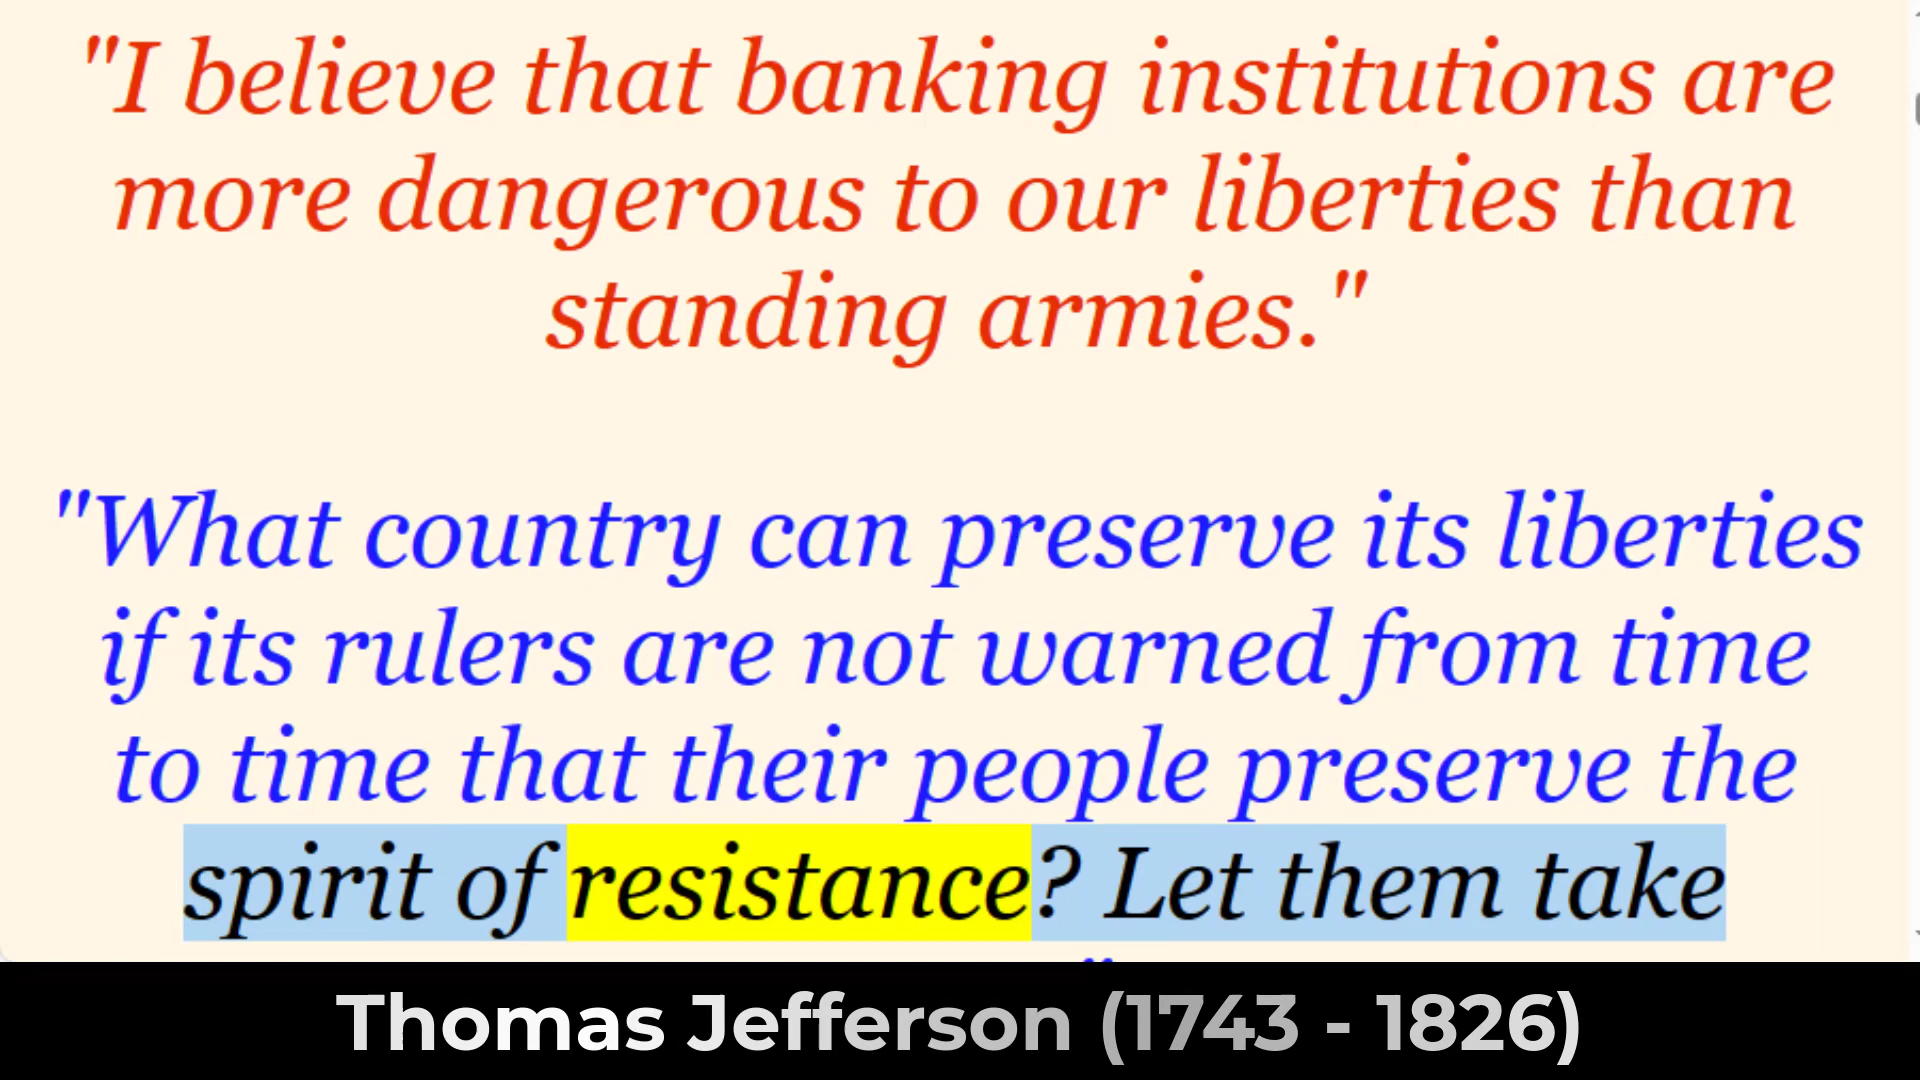 "I believe that banking institutions are
more dangerous to our liberties than
standing armies."
"What country can preserve its liberties
if its rulers are not warned from time
to time that their people preserve the
spirit of resistance? Let them take
Thomas Jefferson (1743 - 1826)